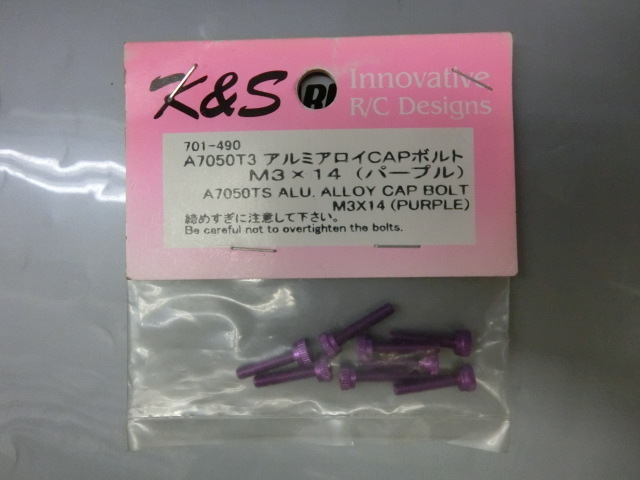 K&S
Innovative
R/C Designs
701-490
A7050T3 アルミアロイCAPボルト
M3×14 (パープル)
A7050TS ALU. ALLOY CAP BOLT
M3X14 (PURPLE)
締めすぎに注意して下さい。
Be careful not to overtighten the bolts.